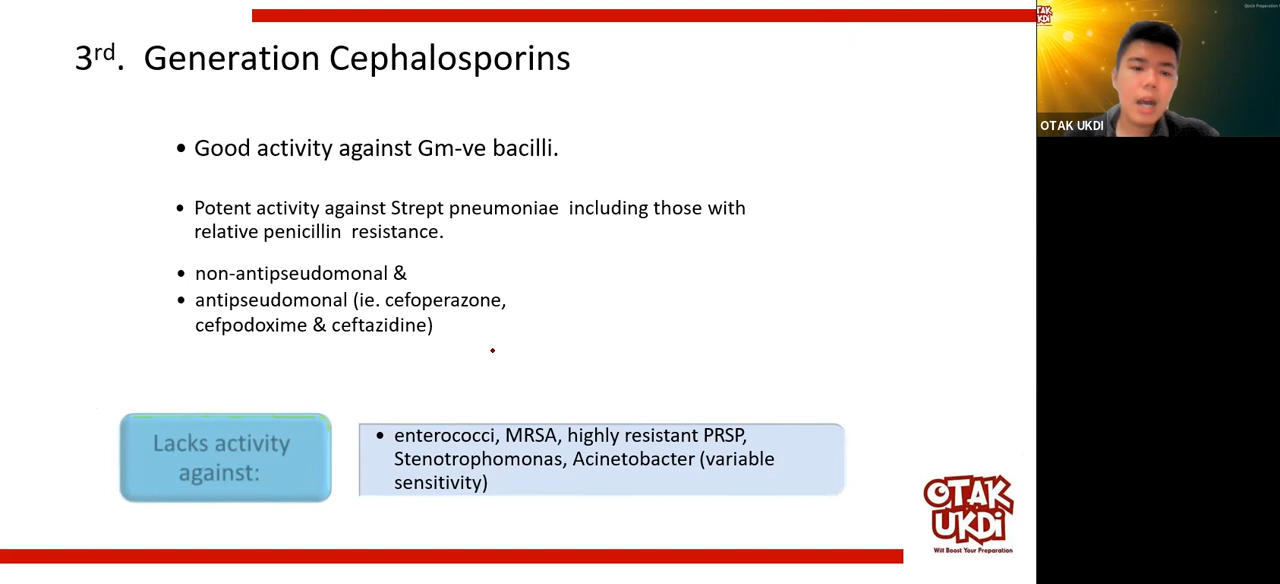 3rd. Generation Cephalosporins
• Good activity against Gm-ve bacilli.
• Potent activity against Strept pneumoniae including those with
relative penicillin resistance.
• non-antipseudomonal &
• antipseudomonal (ie. cefoperazone,
cefpodoxime & ceftazidine)
Lacks activity
against:
• enterococci, MRSA, highly resistant PRSP,
Stenotrophomonas, Acinetobacter (variable
sensitivity)
OTAK
UKDi
Will Boost Your Preparation
OTAK UKDI